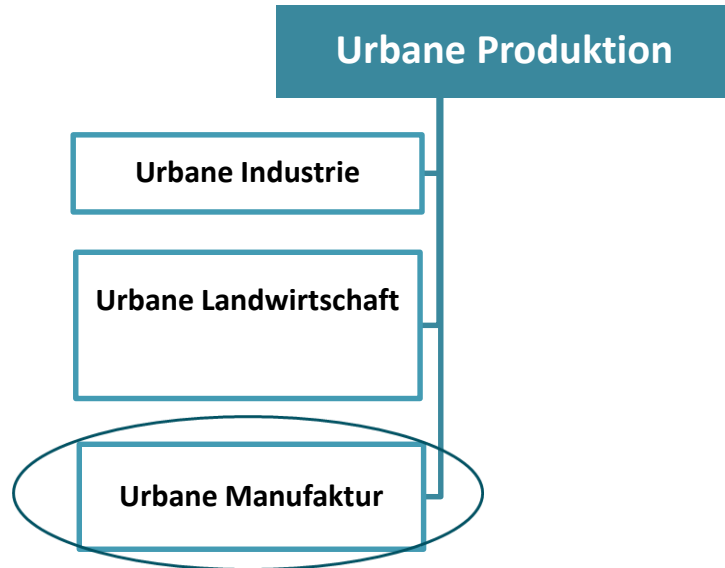 Urbane Produktion
Urbane Industrie
Urbane Landwirtschaft
Urbane Manufaktur